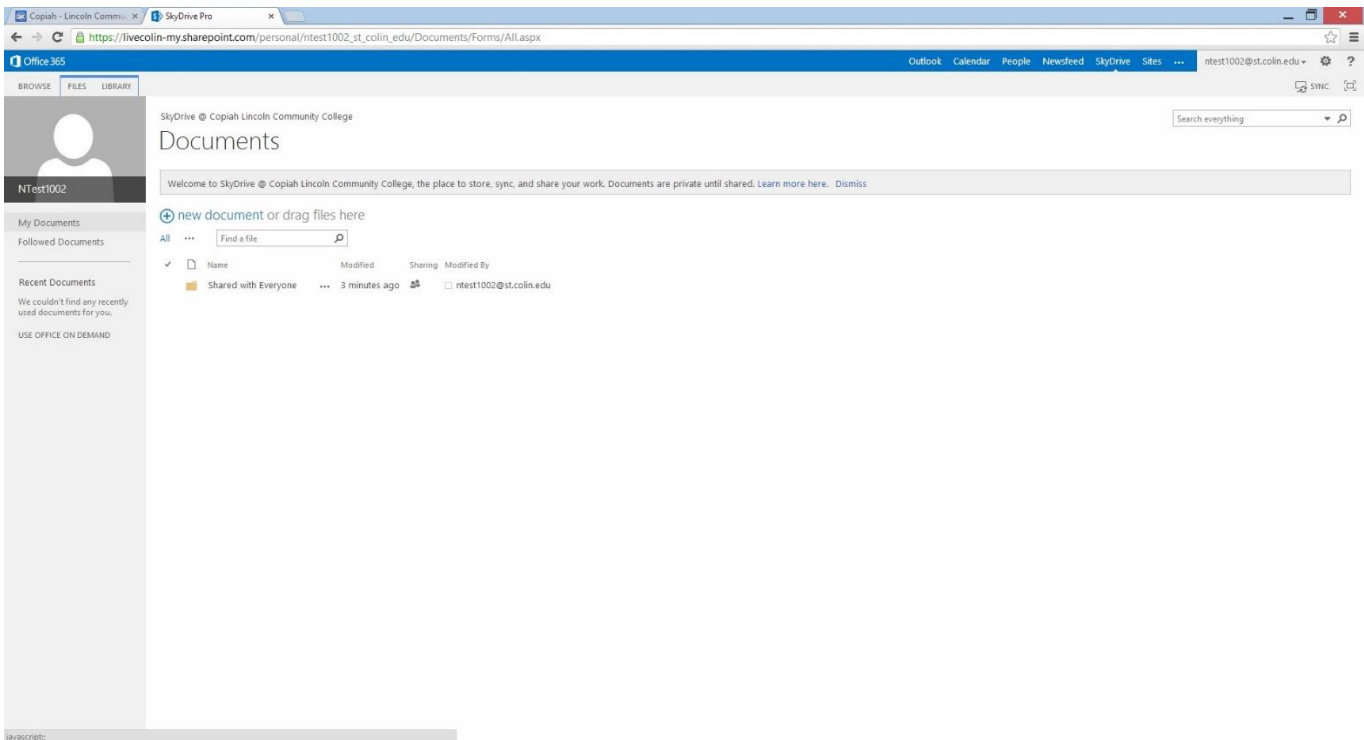 Copiah - Lincoln Commu
SkyDrive Pro
https://livecolin-my.sharepoint.com/personal/ntest1002_st_colin_edu/Documents/Forms/All.aspx
Office 365 Outlook Calendar People Newsfeed SkyDrive Sites ... ntest1002@st.colin.edu ?
BROWSE FILES LIBRARY SYNC
SkyDrive @ Copiah Lincoln Community College
Search everything
Documents
NTest1002
Welcome to SkyDrive @ Copiah Lincoln Community College, the place to store, sync, and share your work. Documents are private until shared. Learn more here. Dismiss
My Documents
Followed Documents
Recent Documents
We couldn't find any recently
used documents for you.
USE OFFICE ON DEMAND
new document or drag files here
All ... Find a file
Name Modified Sharing Modified By
Shared with Everyone ... 3 minutes ago ntest1002@st.colin.edu
javascript:;